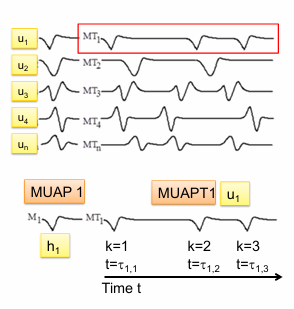 u1 MT1
u2 MT2
u3 MT3
u4 MT4
un MTn
MUAP 1 MUAPT1 u1
M1 MT1
h1 k=1 k=2 k=3
t=τ1,1 t=τ1,2 t=τ1,3
Time t